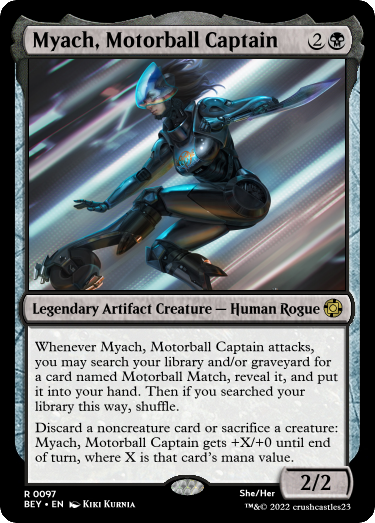 Myach, Motorball Captain 2
Legendary Artifact Creature — Human Rogue
Whenever Myach, Motorball Captain attacks,
you may search your library and/or graveyard for
a card named Motorball Match, reveal it, and put
it into your hand. Then if you searched your
library this way, shuffle.
Discard a noncreature card or sacrifice a creature:
Myach, Motorball Captain gets +X/+0 until end
of turn, where X is that card's mana value.
2/2
R 0097
BEY • EN KIKI KURNIA
She/Her
™&© 2022 crushcastles23